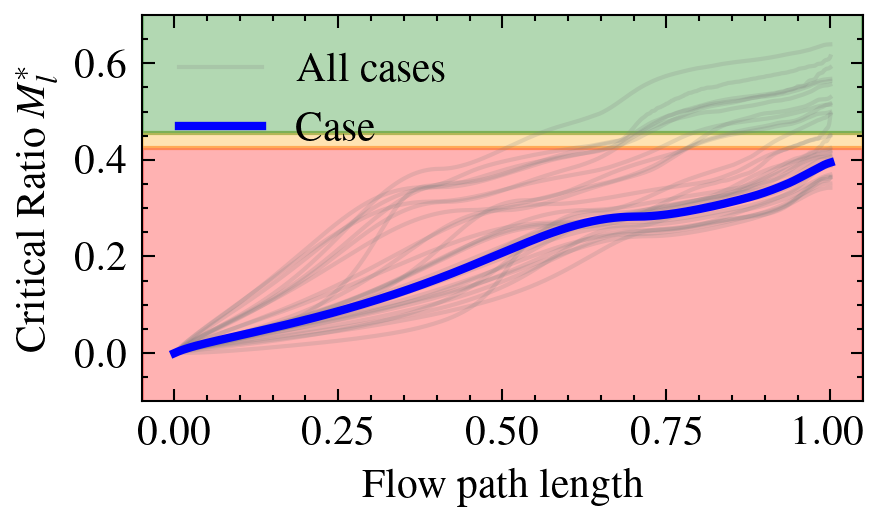 Critical Ratio $M_l^*$
0.6
0.4
0.2
0.0
All cases
Case
0.00 0.25 0.50 0.75 1.00
Flow path length